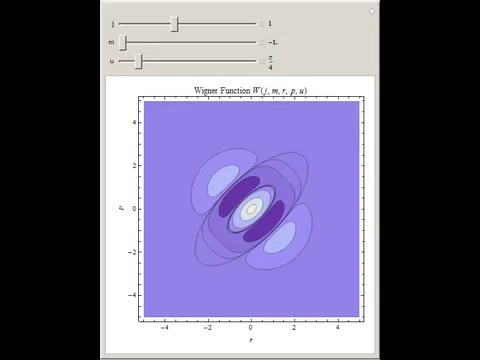 j 1
m -1.
u π/4
Wigner Function W(j, m, r, p, u)
4
2
p 0
-2
-4
-4 -2 0 2 4
r